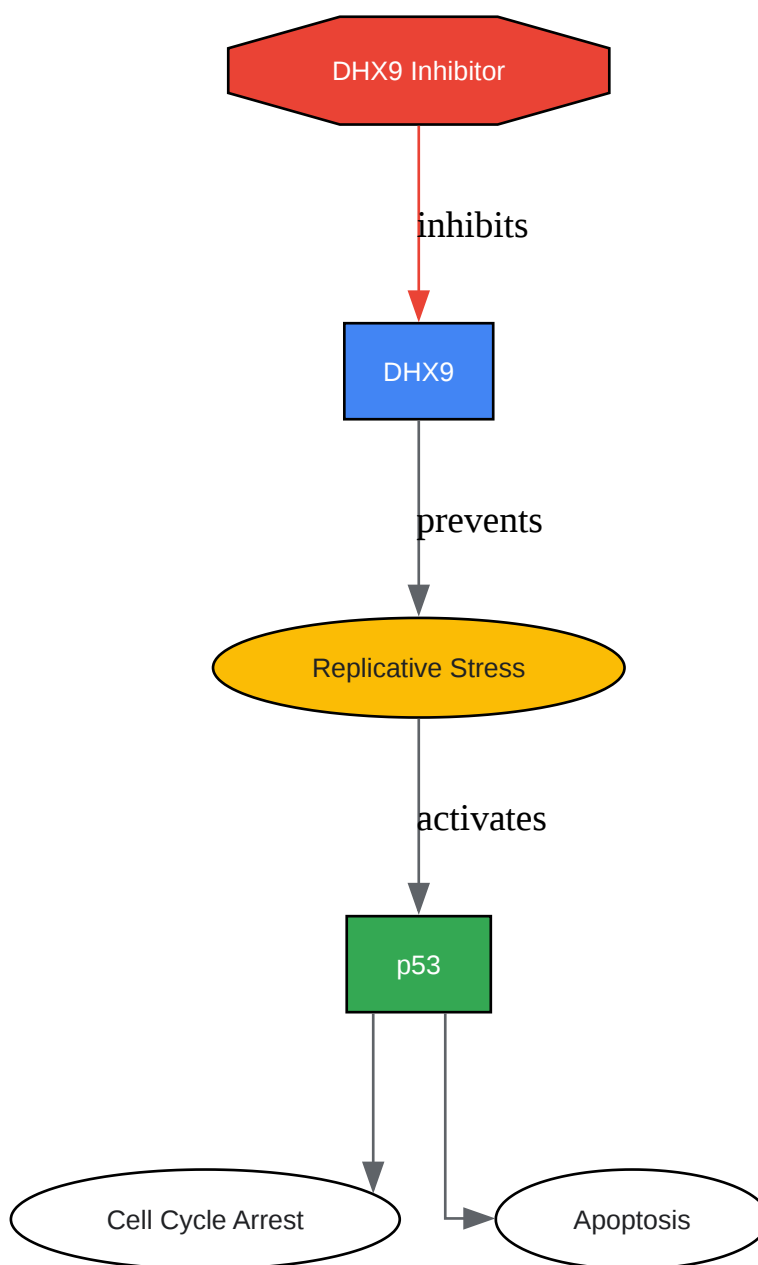 DHX9 Inhibitor
inhibits
DHX9
prevents
Replicative Stress
activates
p53
Cell Cycle Arrest
Apoptosis